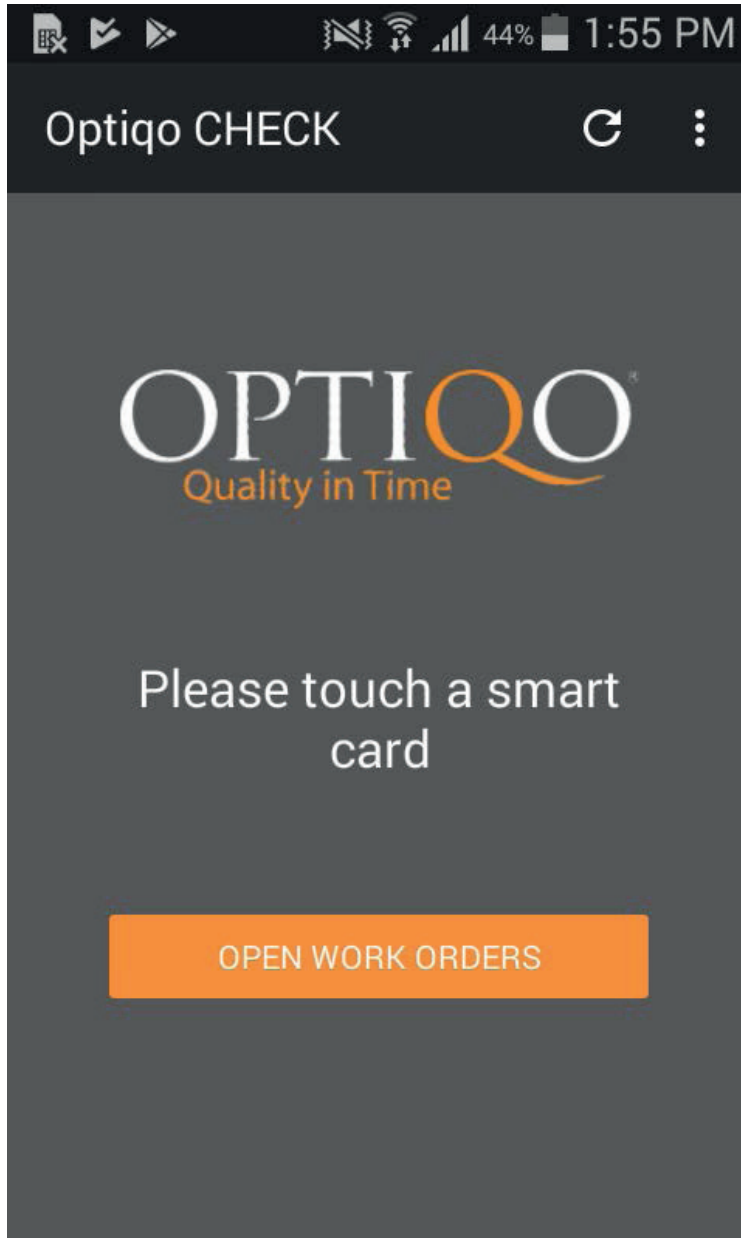 44% 1:55 PM
Optiqo CHECK
OPTIQO®
Quality in Time
Please touch a smart
card
OPEN WORK ORDERS